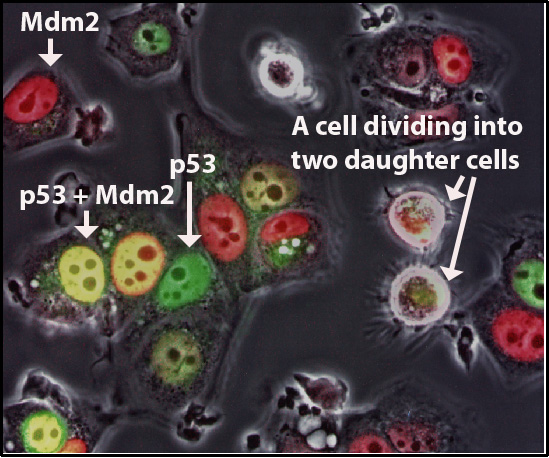 Mdm2
A cell dividing into
two daughter cells
p53
p53 + Mdm2